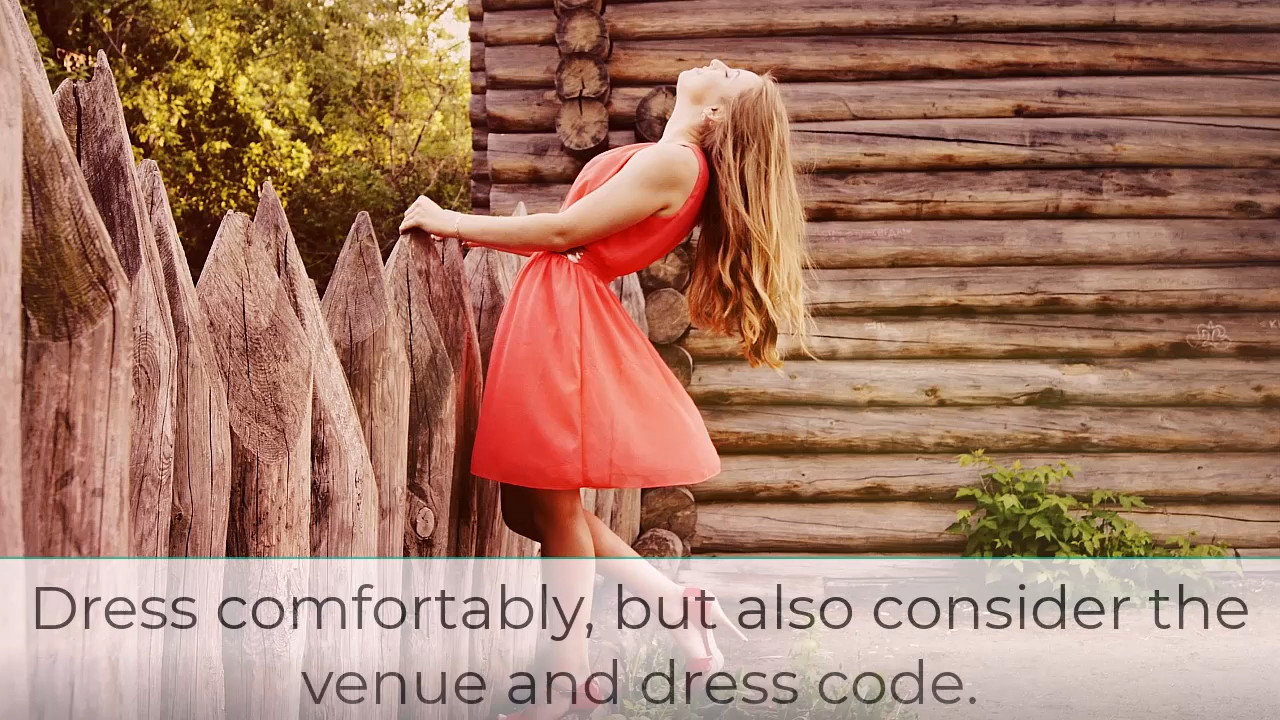 Dress comfortably, but also consider the
venue and dress code.